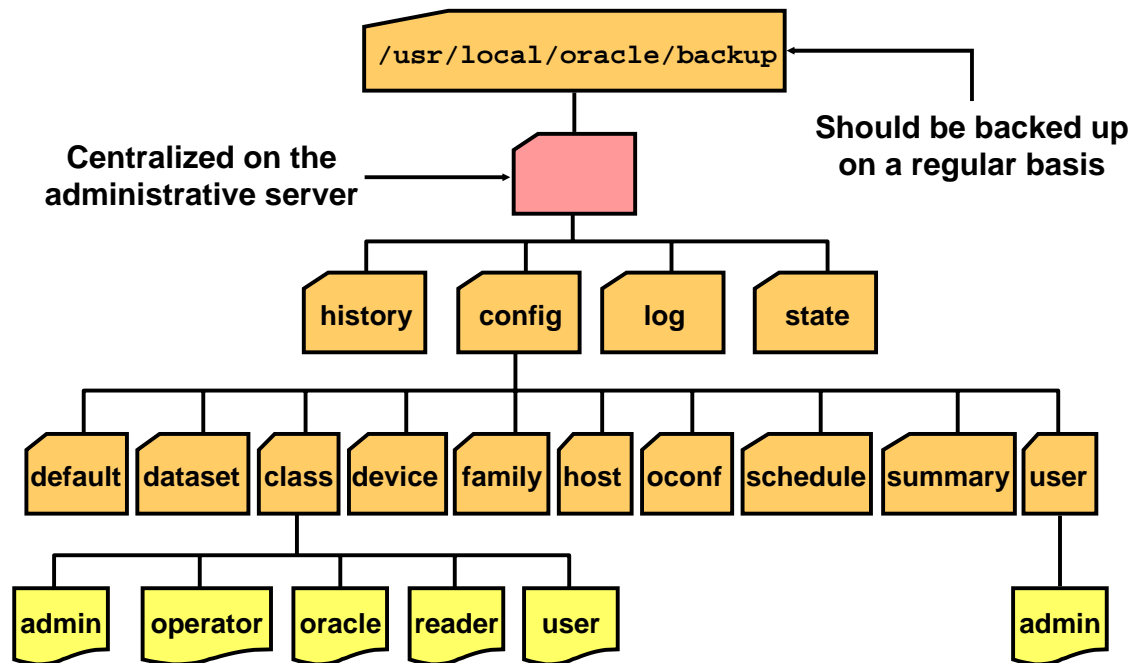 /usr/local/oracle/backup
Should be backed up
on a regular basis
Centralized on the
administrative server
history
config
log
state
default
dataset
class
device
family
host
oconf
schedule
summary
user
admin
operator
oracle
reader
user
admin